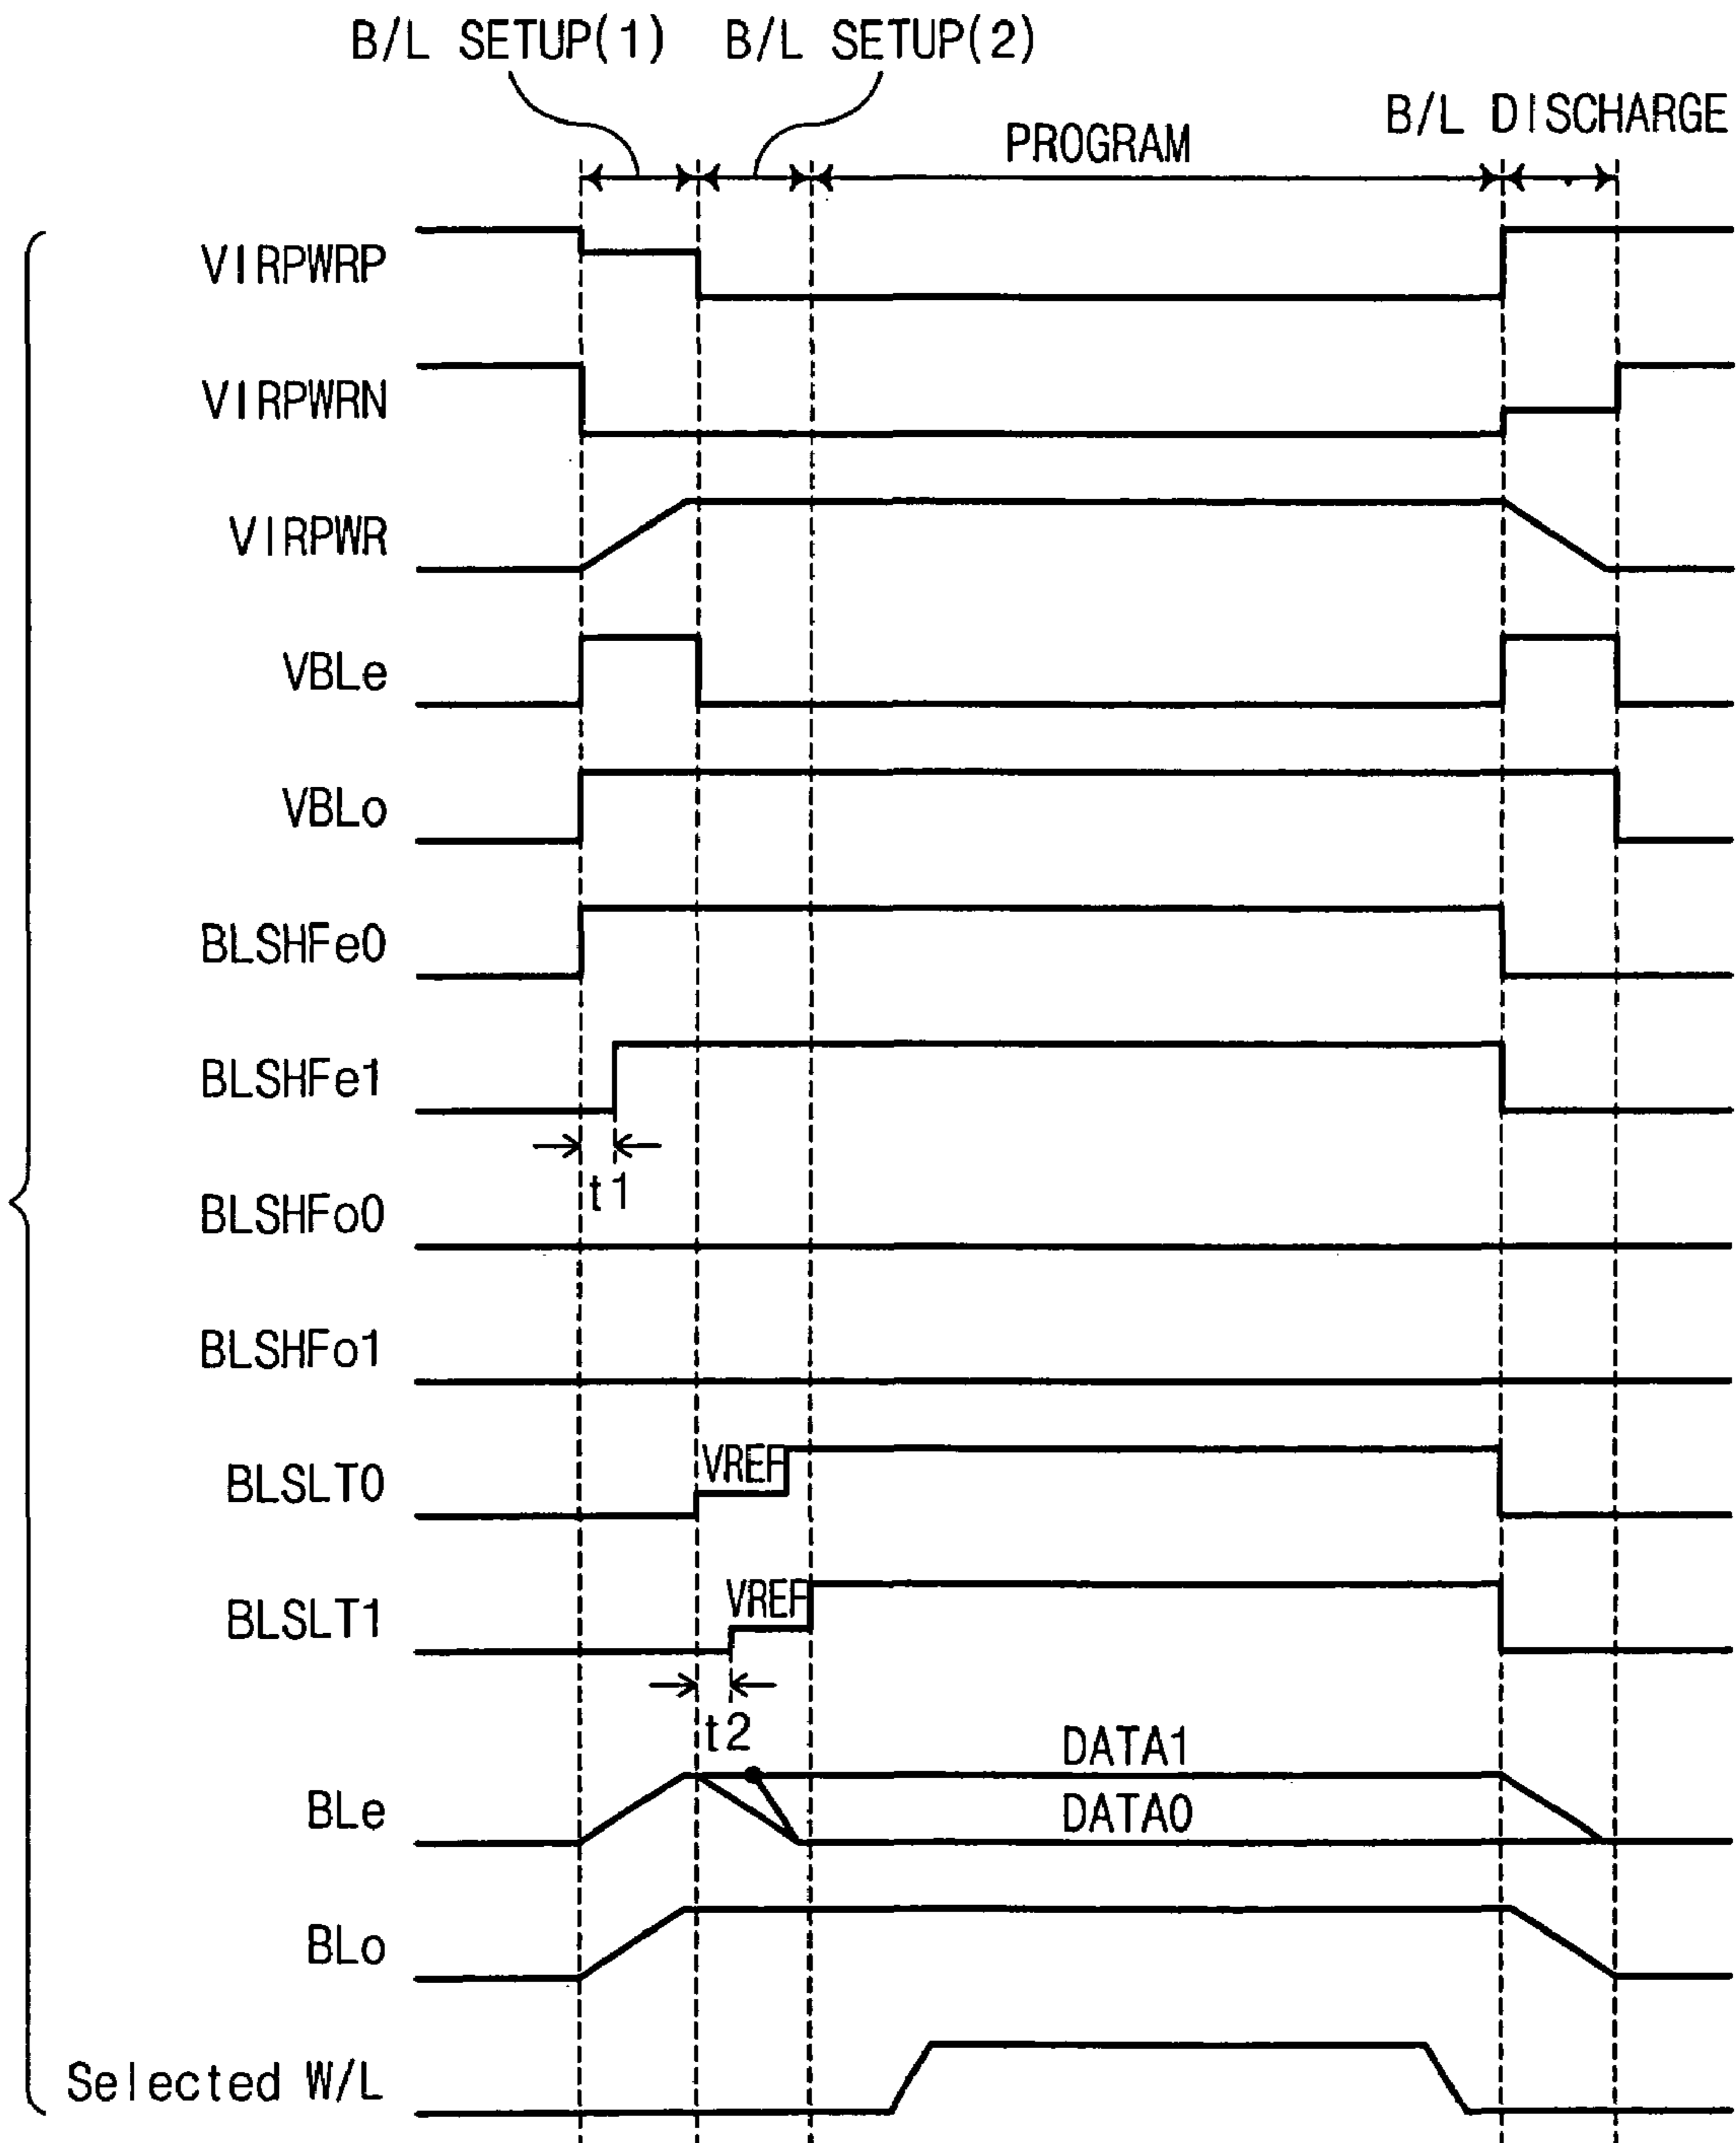 B/L SETUP(1) B/L SETUP(2)
B/L DISCHARGE
PROGRAM
VIRPWRP
VIRPWRN
VIRPWR
VBLe
VBLo
BLSHFe0
BLSHFe1
t1
BLSHFo0
BLSHFo1
VREF
BLSLT0
VREF
BLSLT1
t2
DATA1
BLe
DATA0
BLo
Selected W/L